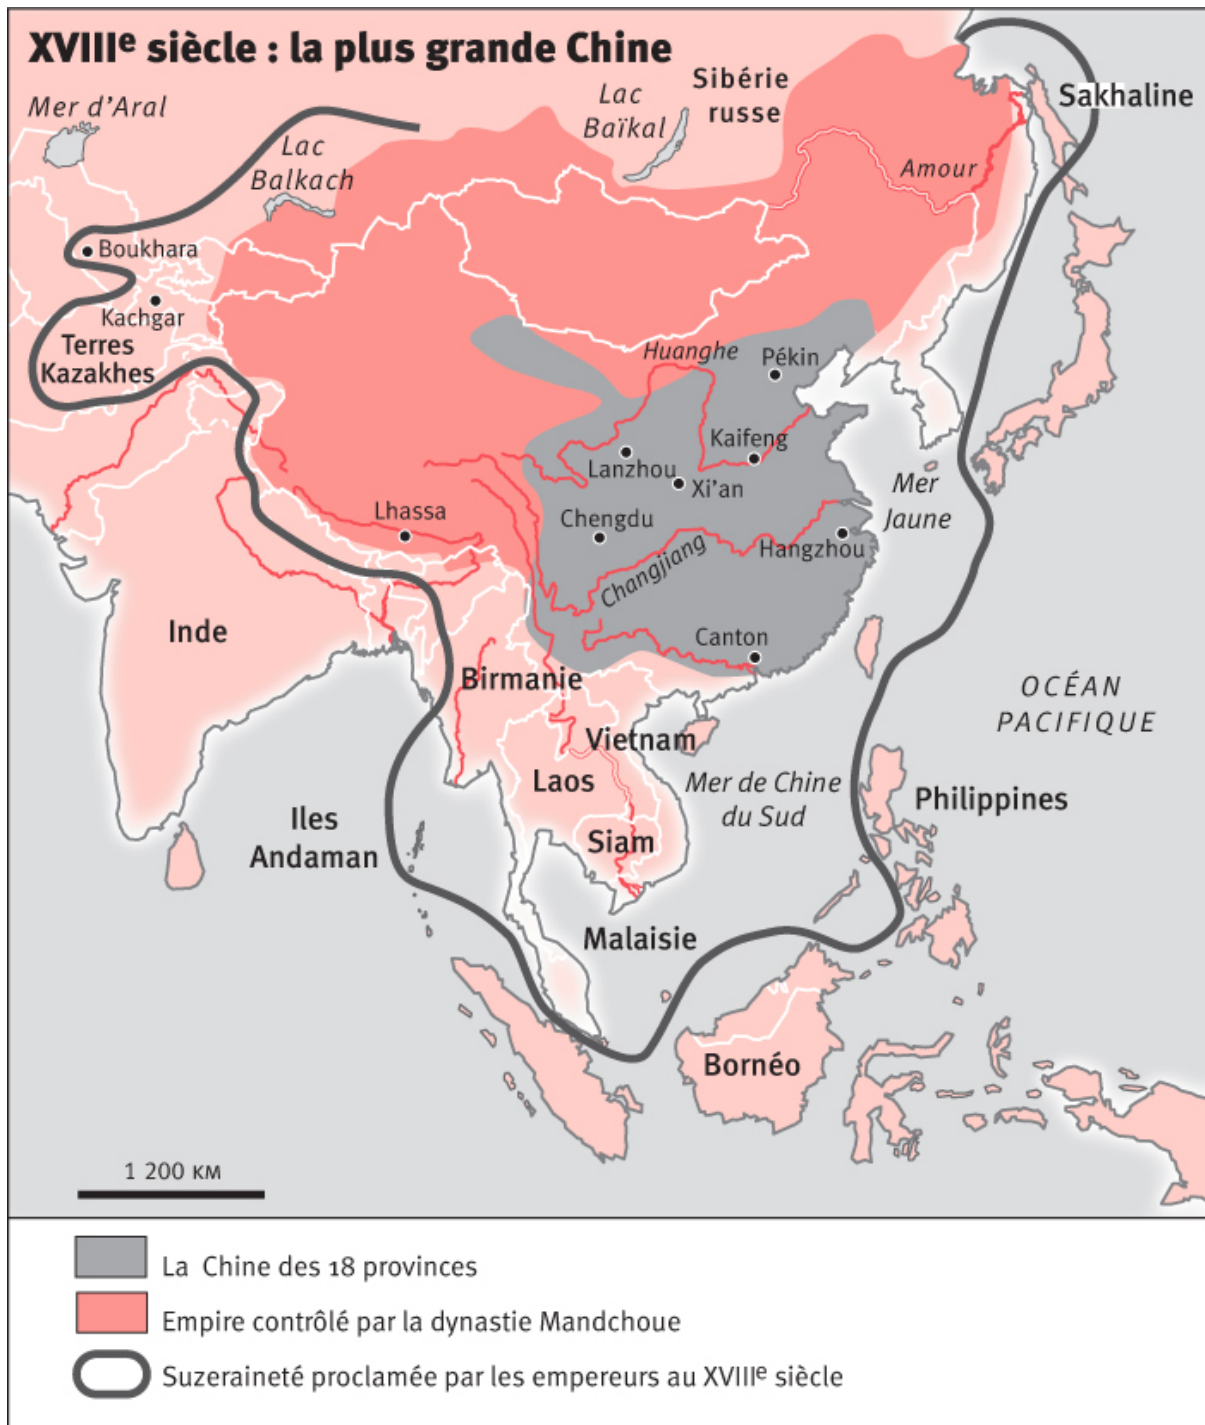 XVIIIe siècle : la plus grande Chine
Mer d'Aral
Lac
Balkach
Lac
Baïkal
Sibérie
russe
Sakhaline
Amour
Boukhara
Kachgar
Terres
Kazakhes
Huanghe
Pékin
Kaifeng
Lanzhou
Xi'an
Mer
Jaune
Lhassa
Chengdu
Changjiang
Hangzhou
Inde
Canton
Birmanie
OCÉAN
PACIFIQUE
Vietnam
Laos
Mer de Chine
du Sud
Philippines
Iles
Andaman
Siam
Malaisie
Bornéo
1 200 KM
La Chine des 18 provinces
Empire contrôlé par la dynastie Mandchoue
Suzeraineté proclamée par les empereurs au XVIIIe siècle